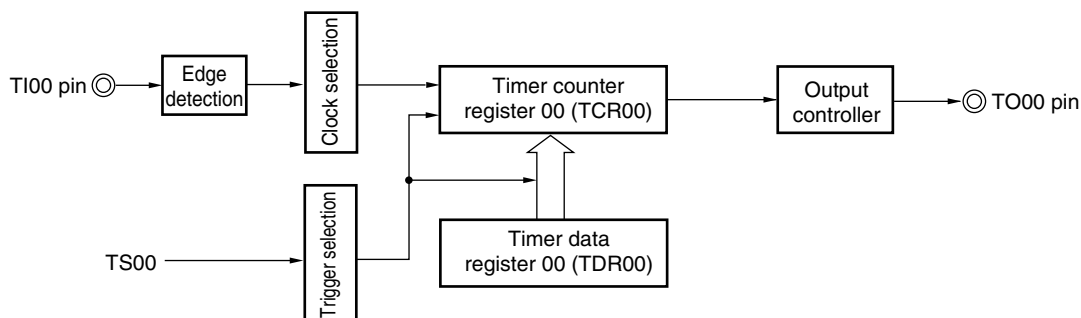 TI00 pin
Edge
detection
Clock selection
Timer counter
register 00 (TCR00)
Output
controller
TO00 pin
TS00
Trigger selection
Timer data
register 00 (TDR00)